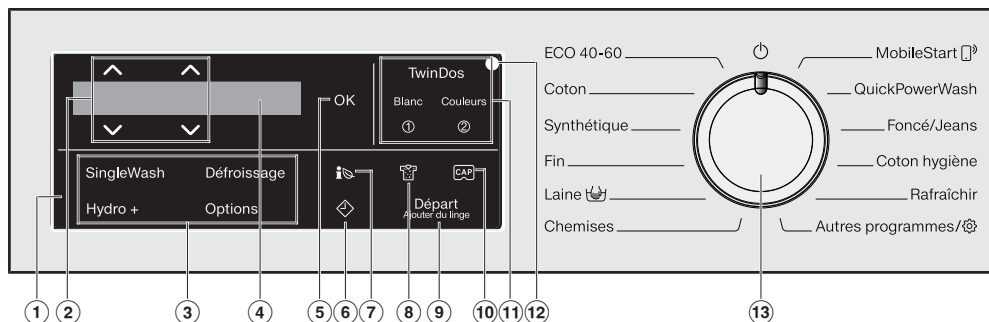 TwinDos
Blanc Couleurs
① ②
OK
SingleWash Défroissage
Hydro + Options
CAP
Départ
Ajouter du linge
ECO 40-60
Coton
Synthétique
Fin
Laine
Chemises
MobileStart
QuickPowerWash
Foncé/Jeans
Coton hygiène
Rafraîchir
Autres programmes/
① ② ③ ④ ⑤ ⑥ ⑦ ⑧ ⑨ ⑩ ⑪ ⑫ ⑬